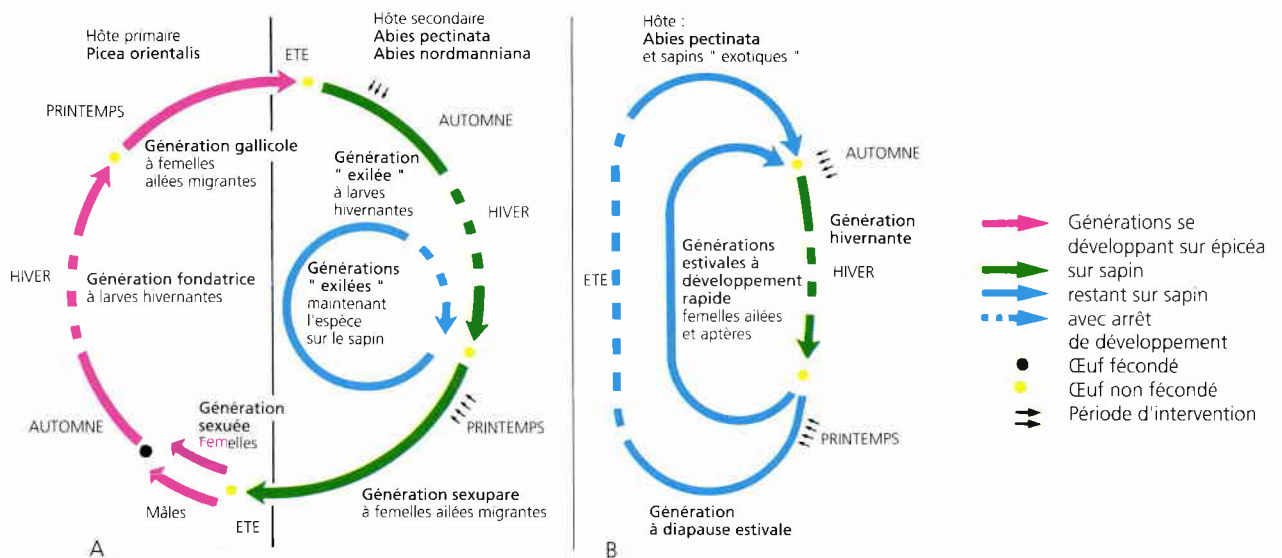 Hôte primaire
Picea orientalis
ETE
Hôte secondaire
Abies pectinata
Abies nordmanniana
PRINTEMPS
AUTOMNE
Génération gallicole
à femelles
ailées migrantes
Génération
" exilée "
à larves
hivernantes
HIVER
HIVER
Génération fondatrice
à larves hivernantes
Générations
" exilées "
maintenant
l'espèce
sur le sapin
AUTOMNE
Génération
sexuée
Femelles
PRINTEMPS
Mâles
ETE
Génération sexupare
à femelles ailées migrantes
A
Hôte :
Abies pectinata
et sapins " exotiques "
AUTOMNE
Génération
hivernante
HIVER
ETE
Générations
estivales à
développement
rapide
femelles ailées
et aptères
PRINTEMPS
Génération
à diapause estivale
B
Générations se
développant sur épicéa
sur sapin
restant sur sapin
avec arrêt
de développement
Œuf fécondé
Œuf non fécondé
Période d'intervention